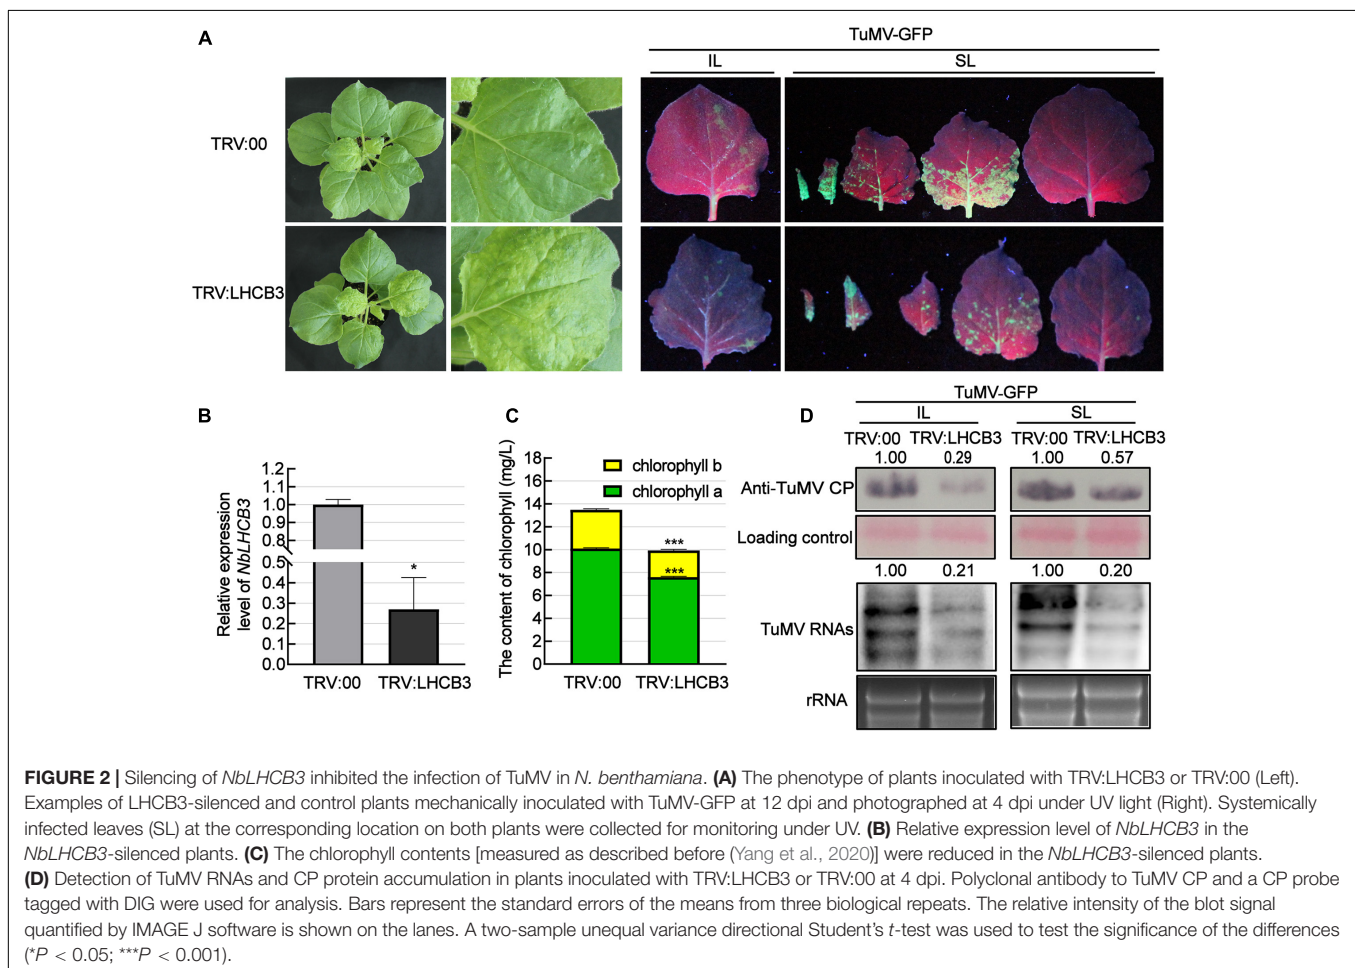 A
TuMV-GFP
IL SL
TRV:00
TRV:LHCB3
B
Relative expression
level of NbLHCB3
1.2
1.1
1.0
0.9
0.8
0.5
0.4
0.3
0.2
0.1
0.0
*
TRV:00 TRV:LHCB3
C
The content of chlorophyll (mg/L)
18
16
14
12
10
8
6
4
2
0
chlorophyll b
chlorophyll a
***
***
TRV:00 TRV:LHCB3
D
TuMV-GFP
IL SL
TRV:00 TRV:LHCB3 TRV:00 TRV:LHCB3
1.00 0.29 1.00 0.57
Anti-TuMV CP
Loading control
1.00 0.21 1.00 0.20
TuMV RNAs
rRNA
FIGURE 2 | Silencing of NbLHCB3 inhibited the infection of TuMV in N. benthamiana. (A) The phenotype of plants inoculated with TRV:LHCB3 or TRV:00 (Left).
Examples of LHCB3-silenced and control plants mechanically inoculated with TuMV-GFP at 12 dpi and photographed at 4 dpi under UV light (Right). Systemically
infected leaves (SL) at the corresponding location on both plants were collected for monitoring under UV. (B) Relative expression level of NbLHCB3 in the
NbLHCB3-silenced plants. (C) The chlorophyll contents [measured as described before (Yang et al., 2020)] were reduced in the NbLHCB3-silenced plants.
(D) Detection of TuMV RNAs and CP protein accumulation in plants inoculated with TRV:LHCB3 or TRV:00 at 4 dpi. Polyclonal antibody to TuMV CP and a CP probe
tagged with DIG were used for analysis. Bars represent the standard errors of the means from three biological repeats. The relative intensity of the blot signal
quantified by IMAGE J software is shown on the lanes. A two-sample unequal variance directional Student's t-test was used to test the significance of the differences
(*P < 0.05; ***P < 0.001).